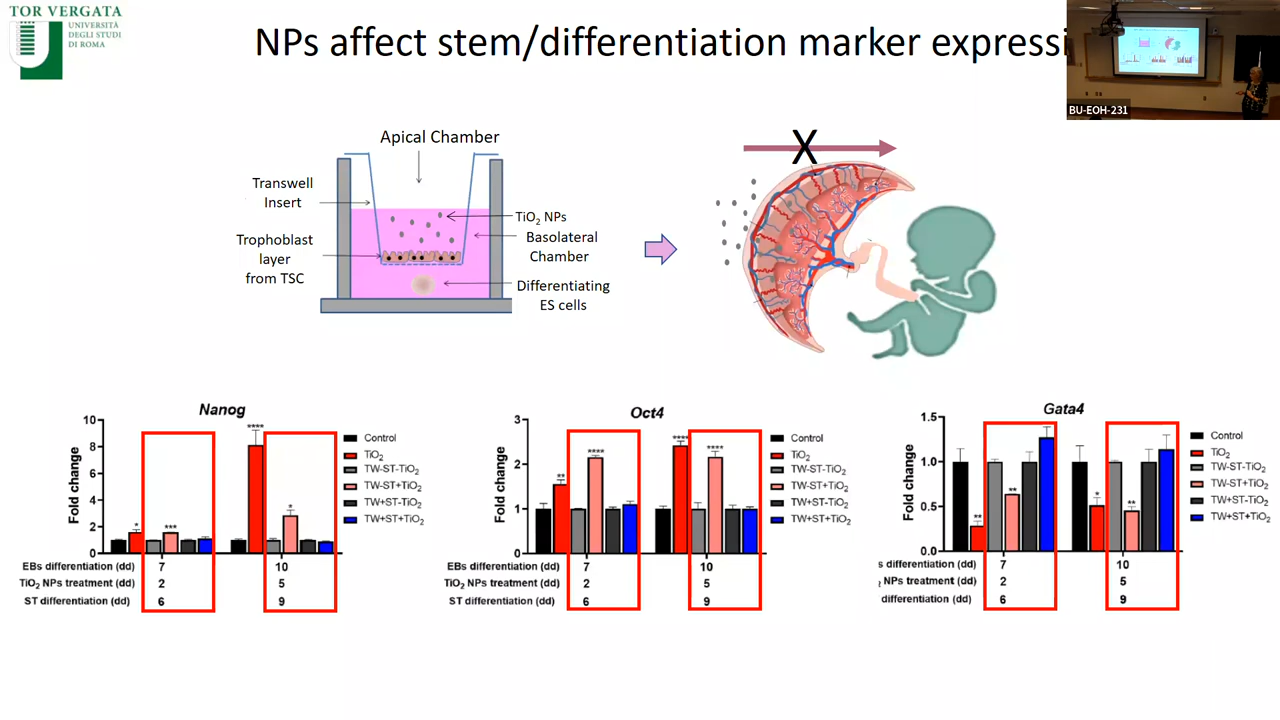 TOR VERGATA
UNIVERSITÀ
DEGLI STUDI
DI ROMA
NPs affect stem/differentiation marker expressi
BU-EOH-231
Apical Chamber
Transwell
Insert
TiO2 NPs
Basolateral
Chamber
Trophoblast
layer
from TSC
Differentiating
ES cells
X
Nanog
Fold change
10
8
6
4
2
0
*
***
****
*
Control
TiO2
TW-ST-TiO2
TW-ST+TiO2
TW+ST-TiO2
TW+ST+TiO2
EBs differentiation (dd) 7 10
TiO2 NPs treatment (dd) 2 5
ST differentiation (dd) 6 9
Oct4
Fold change
3
2
1
0
**
****
****
****
Control
TiO2
TW-ST-TiO2
TW-ST+TiO2
TW+ST-TiO2
TW+ST+TiO2
EBs differentiation (dd) 7 10
TiO2 NPs treatment (dd) 2 5
ST differentiation (dd) 6 9
Gata4
Fold change
1.5
1.0
0.5
0.0
**
**
*
**
Control
TiO2
TW-ST-TiO2
TW-ST+TiO2
TW+ST-TiO2
TW+ST+TiO2
s differentiation (dd) 7 10
2 NPs treatment (dd) 2 5
differentiation (dd) 6 9